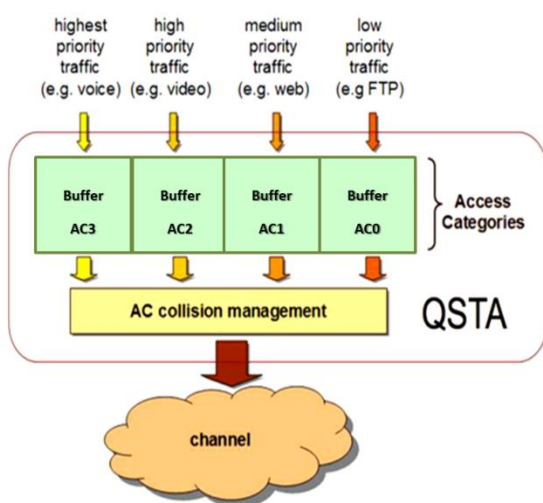 highest
priority
traffic
(e.g. voice)
high
priority
traffic
(e.g. video)
medium
priority
traffic
(e.g. web)
low
priority
traffic
(e.g FTP)
Buffer
AC3
Buffer
AC2
Buffer
AC1
Buffer
AC0
Access
Categories
AC collision management
QSTA
channel